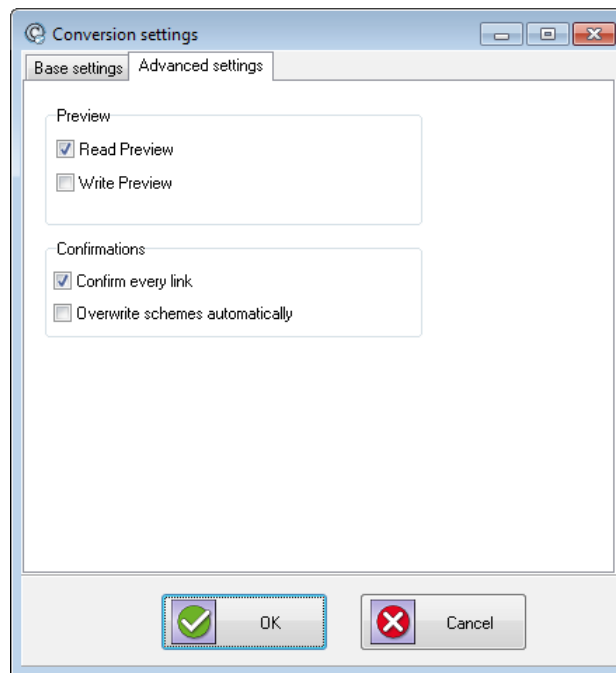 Conversion settings
Base settings
Advanced settings
Preview
Read Preview
Write Preview
Confirmations
Confirm every link
Overwrite schemes automatically
OK
Cancel